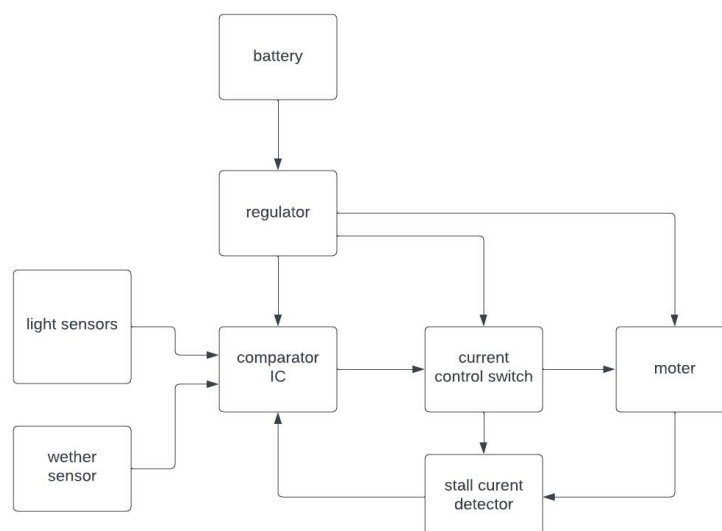 battery
regulator
light sensors
comparator
IC
current
control switch
moter
wether
sensor
stall curent
detector